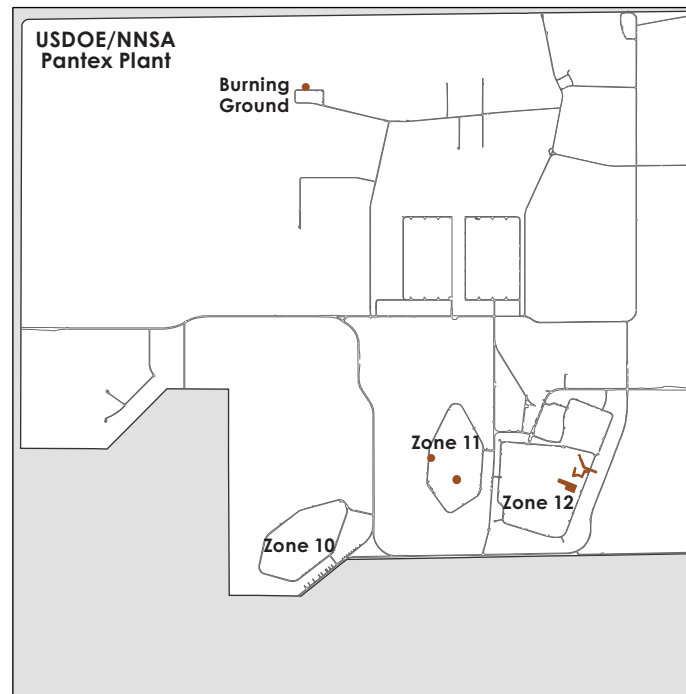 USDOE/NNSA
Pantex Plant
Burning
Ground
Zone 11
Zone 12
Zone 10